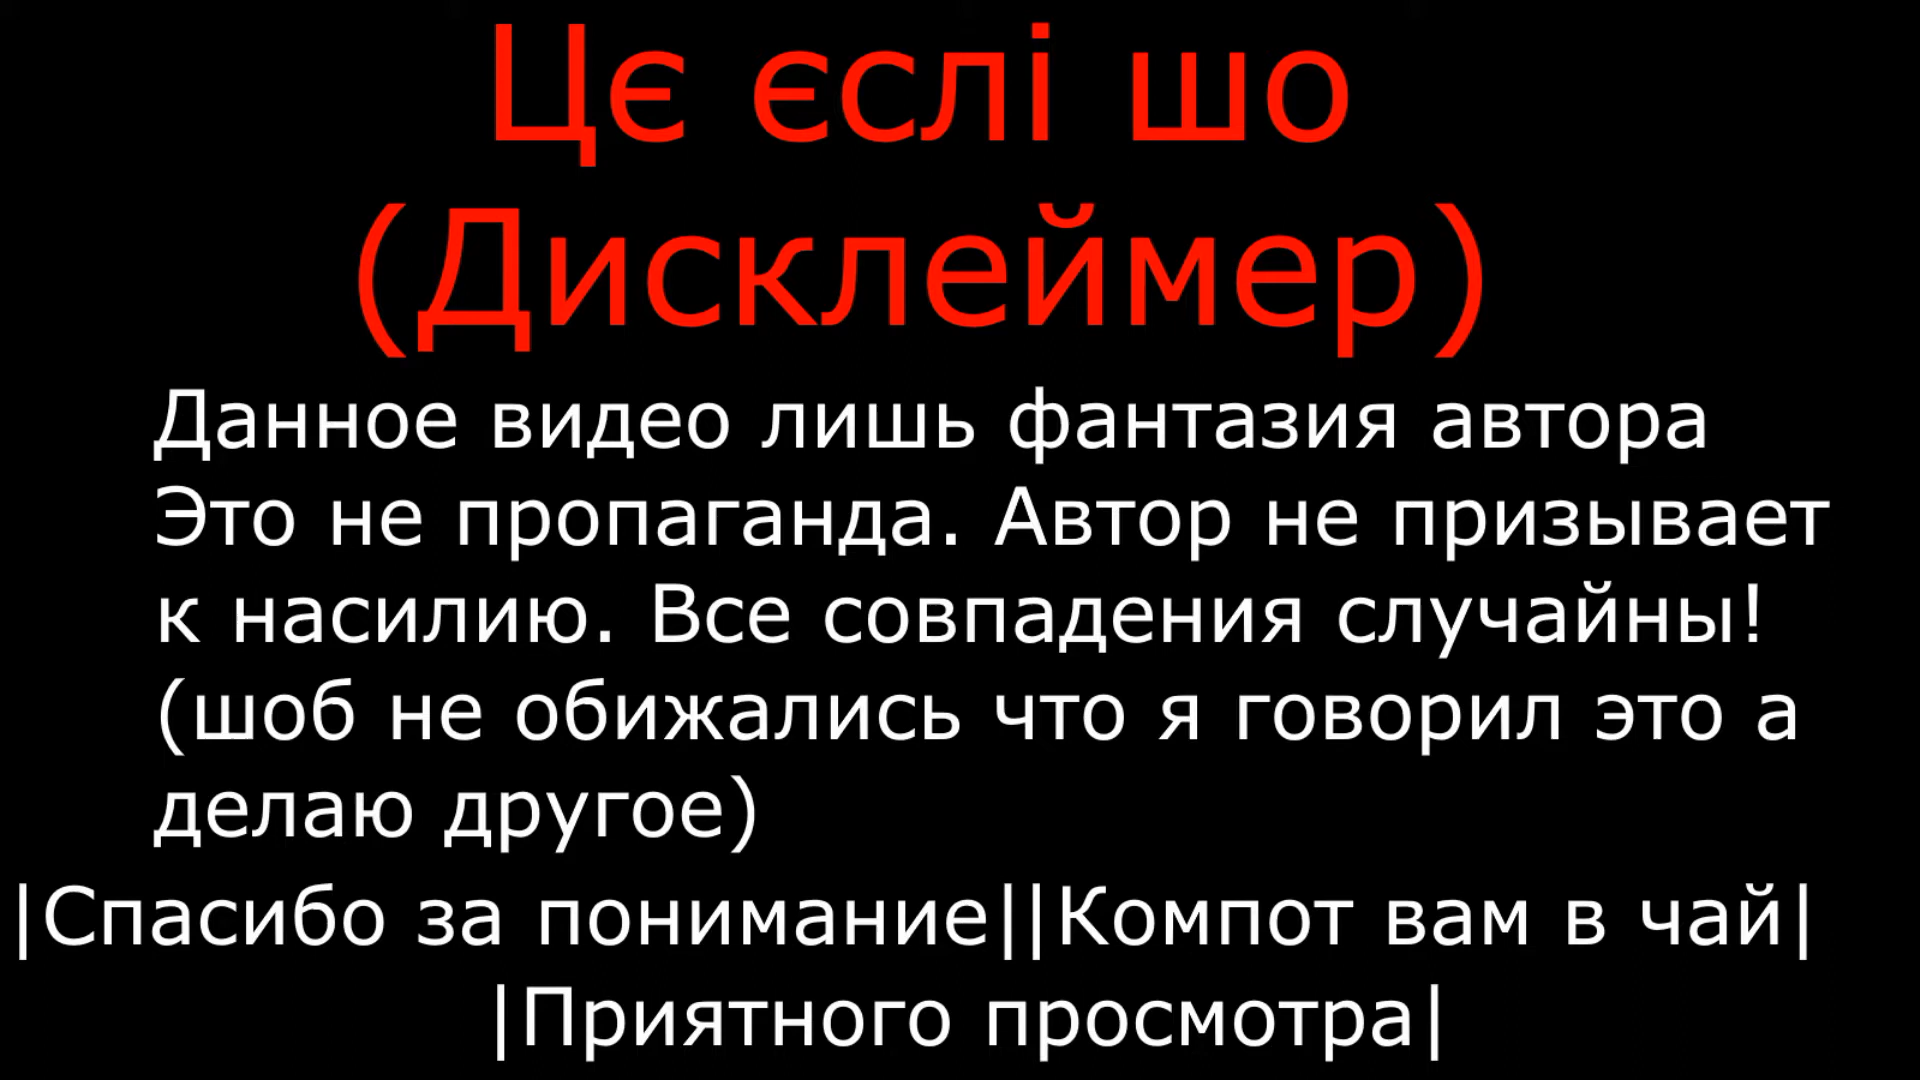 Цє єслі шо
(Дисклеймер)
Данное видео лишь фантазия автора
Это не пропаганда. Автор не призывает
к насилию. Все совпадения случайны!
(шоб не обижались что я говорил это а
делаю другое)
|Спасибо за понимание||Компот вам в чай|
|Приятного просмотра|